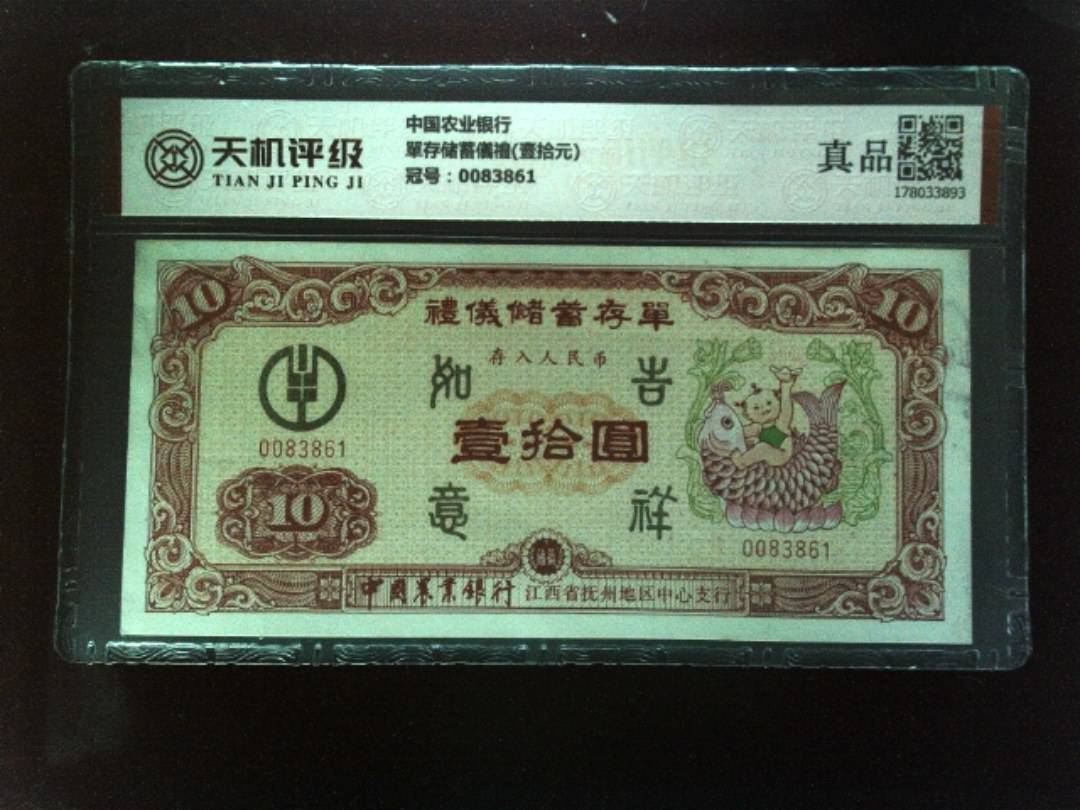 天机评级
TIAN JI PING JI
中国农业银行
單存储蓄儀禮(壹拾元)
冠号：0083861
真品
178033893
10
10
禮儀儲蓄存單
存入人民币
如 吉
0083861
壹拾圓
10
意 祥
0083861
中國農業銀行 江西省抚州地区中心支行